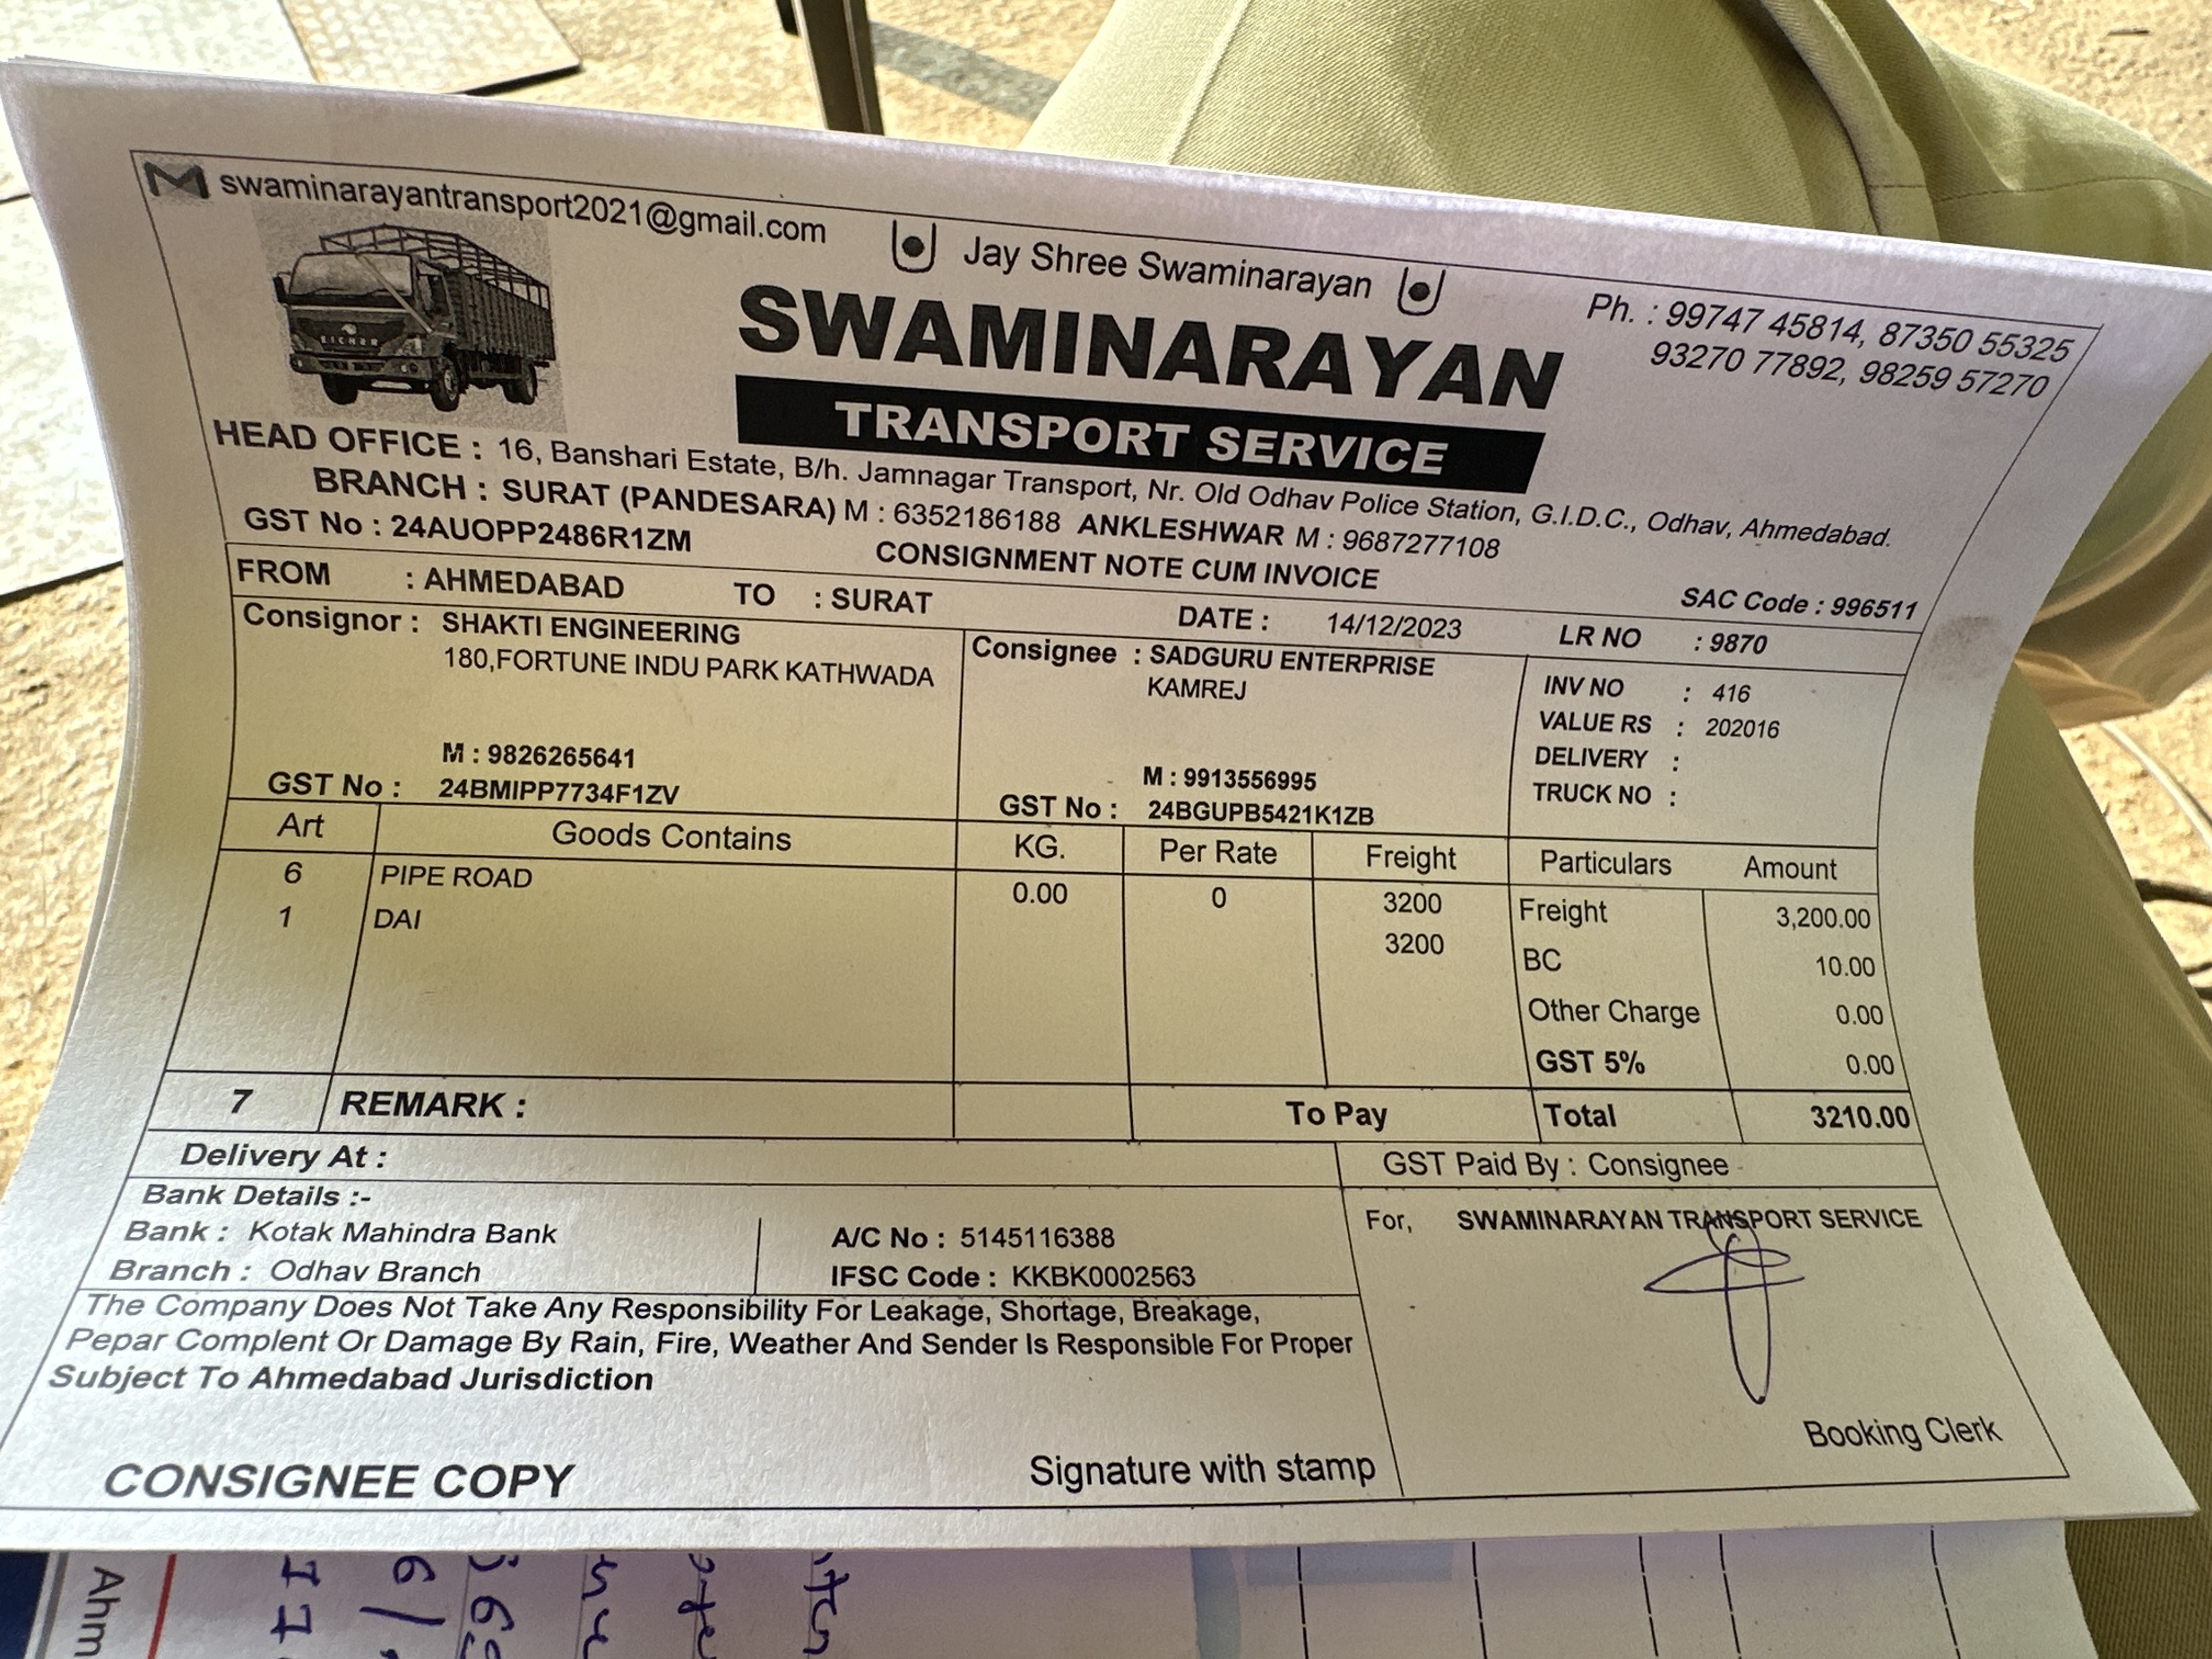 swaminarayantransport2021@gmail.com Jay Shree Swaminarayan Ph. : 99747 45814, 87350 55325
93270 77892, 98259 57270
SWAMINARAYAN
TRANSPORT SERVICE
HEAD OFFICE : 16, Banshari Estate, B/h. Jamnagar Transport, Nr. Old Odhav Police Station, G.I.D.C., Odhav, Ahmedabad.
BRANCH : SURAT (PANDESARA) M : 6352186188 ANKLESHWAR M : 9687277108
GST No : 24AUOPP2486R1ZM CONSIGNMENT NOTE CUM INVOICE SAC Code : 996511
FROM : AHMEDABAD TO : SURAT DATE : 14/12/2023 LR NO : 9870
Consignor : SHAKTI ENGINEERING
180,FORTUNE INDU PARK KATHWADA
M : 9826265641
GST No : 24BMIPP7734F1ZV
Consignee : SADGURU ENTERPRISE
KAMREJ
M : 9913556995
GST No : 24BGUPB5421K1ZB
INV NO : 416
VALUE RS : 202016
DELIVERY :
TRUCK NO :
Art Goods Contains KG. Per Rate Freight Particulars Amount
6 PIPE ROAD 0.00 0 3200 Freight 3,200.00
1 DAI 3200 BC 10.00
Other Charge 0.00
GST 5% 0.00
7 REMARK : To Pay Total 3210.00
Delivery At : GST Paid By : Consignee
Bank Details :-
Bank : Kotak Mahindra Bank A/C No : 5145116388
Branch : Odhav Branch IFSC Code : KKBK0002563
For, SWAMINARAYAN TRANSPORT SERVICE
The Company Does Not Take Any Responsibility For Leakage, Shortage, Breakage,
Pepar Complent Or Damage By Rain, Fire, Weather And Sender Is Responsible For Proper
Subject To Ahmedabad Jurisdiction
CONSIGNEE COPY Signature with stamp Booking Clerk
Ahm